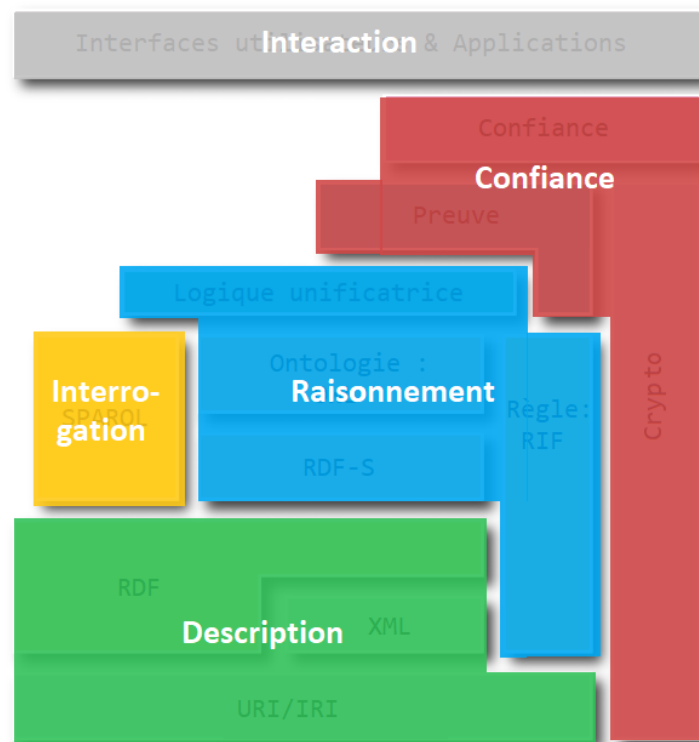 Interfaces & Applications
Interaction
Confiance
Confiance
Preuve
Logique unificatrice
Ontologie :
Interro-
gation
SPARQL
Raisonnement
Règle:
RIF
Crypto
RDF-S
RDF
XML
Description
URI/IRI